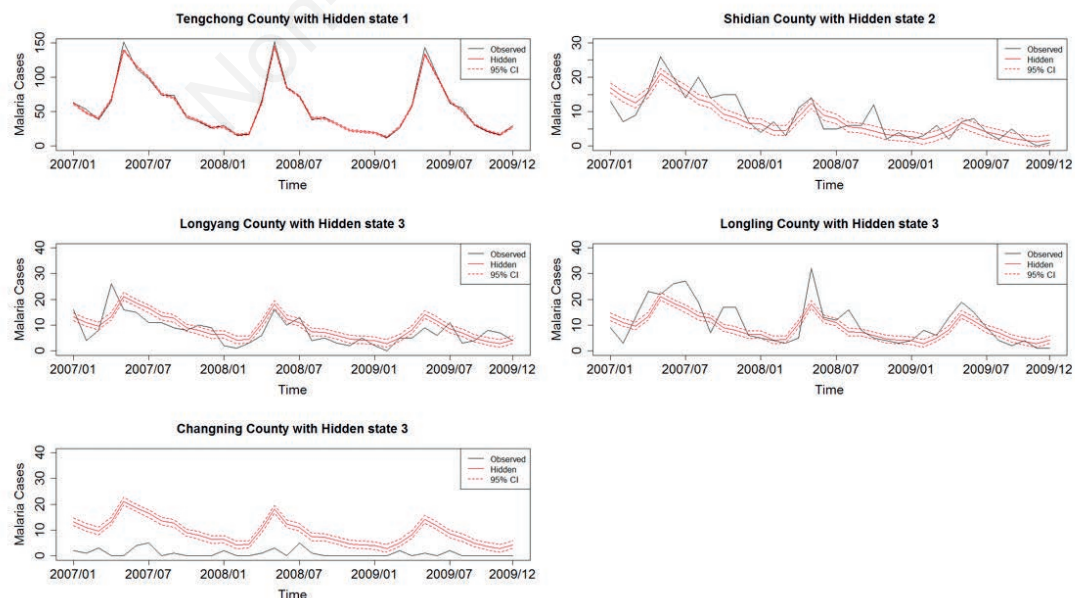 Tengchong County with Hidden state 1
Malaria Cases
150
100
50
0
Observed
Hidden
95% CI
2007/01 2007/07 2008/01 2008/07 2009/01 2009/07 2009/12
Time
Shidian County with Hidden state 2
Malaria Cases
30
20
10
0
Observed
Hidden
95% CI
2007/01 2007/07 2008/01 2008/07 2009/01 2009/07 2009/12
Time
Longyang County with Hidden state 3
Malaria Cases
40
30
20
10
0
Observed
Hidden
95% CI
2007/01 2007/07 2008/01 2008/07 2009/01 2009/07 2009/12
Time
Longling County with Hidden state 3
Malaria Cases
40
30
20
10
0
Observed
Hidden
95% CI
2007/01 2007/07 2008/01 2008/07 2009/01 2009/07 2009/12
Time
Changning County with Hidden state 3
Malaria Cases
40
30
20
10
0
Observed
Hidden
95% CI
2007/01 2007/07 2008/01 2008/07 2009/01 2009/07 2009/12
Time